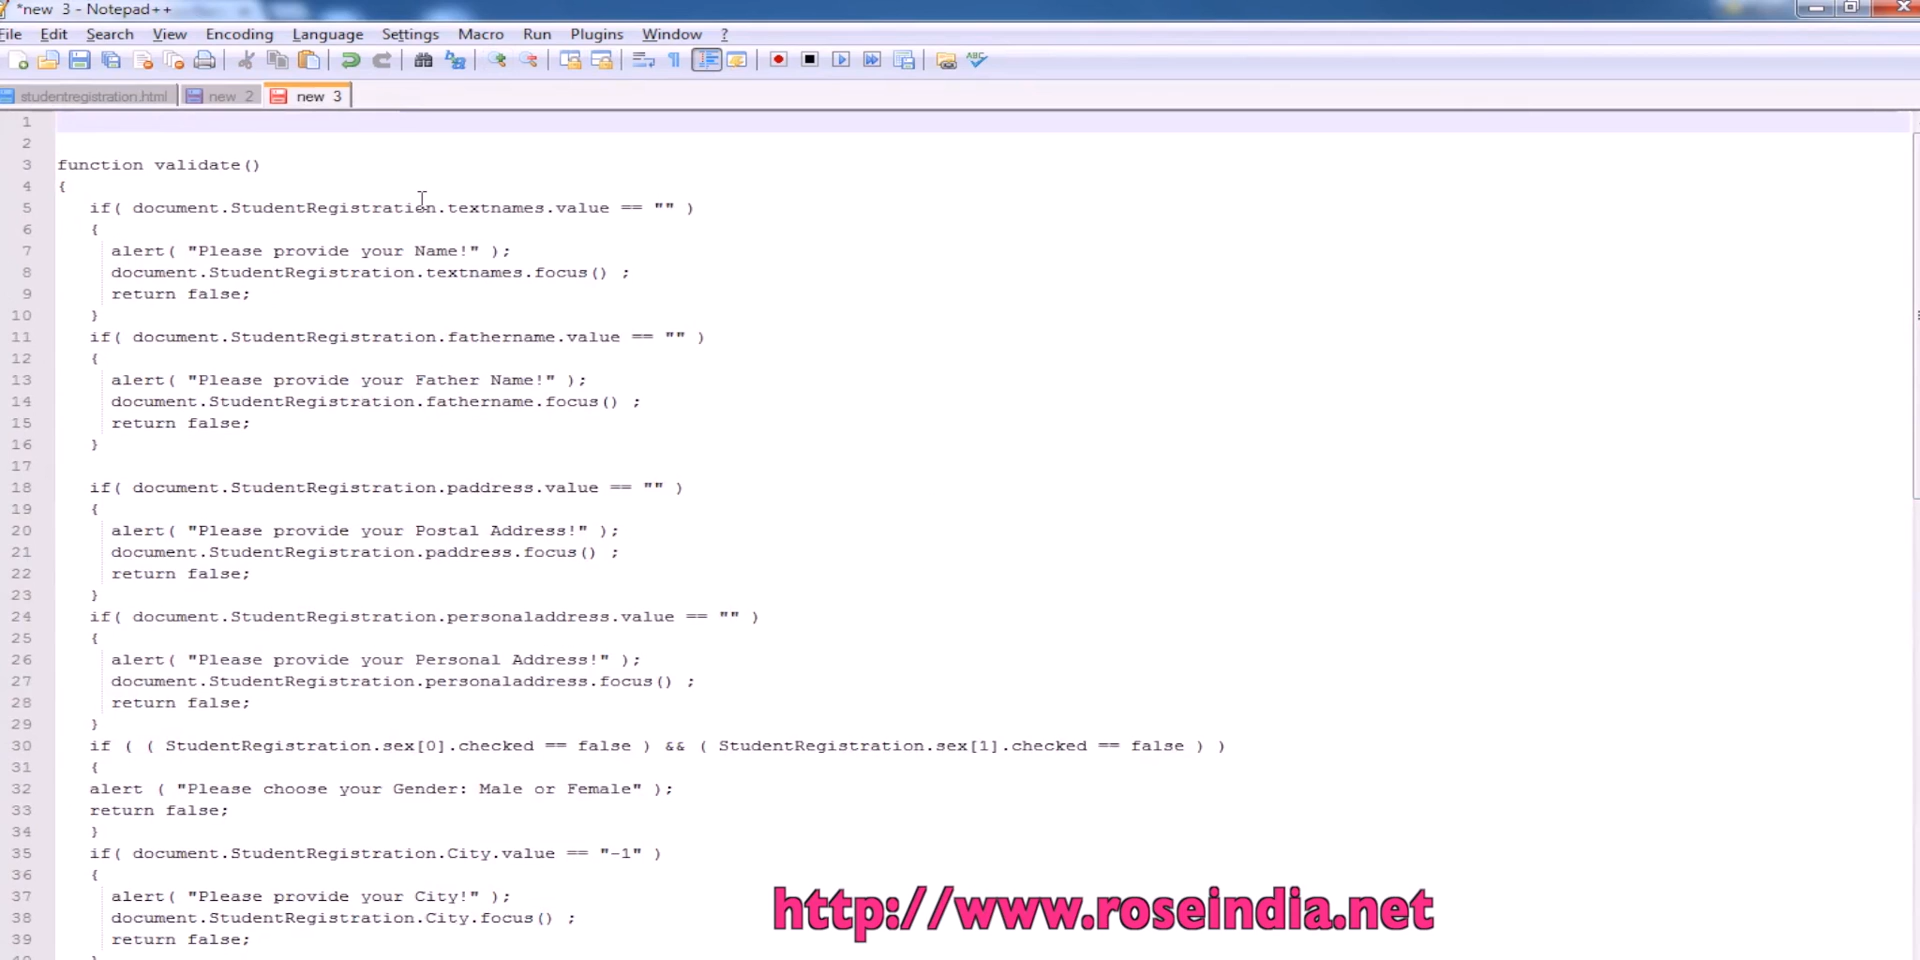 *new 3 - Notepad++
File Edit Search View Encoding Language Settings Macro Run Plugins Window ?
studentregistration.html new 2 new 3
1
2
3 function validate()
4 {
5 if( document.StudentRegistration.textnames.value == "" )
6 {
7 alert( "Please provide your Name!" );
8 document.StudentRegistration.textnames.focus() ;
9 return false;
10 }
11 if( document.StudentRegistration.fathername.value == "" )
12 {
13 alert( "Please provide your Father Name!" );
14 document.StudentRegistration.fathername.focus() ;
15 return false;
16 }
17
18 if( document.StudentRegistration.paddress.value == "" )
19 {
20 alert( "Please provide your Postal Address!" );
21 document.StudentRegistration.paddress.focus() ;
22 return false;
23 }
24 if( document.StudentRegistration.personaladdress.value == "" )
25 {
26 alert( "Please provide your Personal Address!" );
27 document.StudentRegistration.personaladdress.focus() ;
28 return false;
29 }
30 if ( ( StudentRegistration.sex[0].checked == false ) && ( StudentRegistration.sex[1].checked == false ) )
31 {
32 alert ( "Please choose your Gender: Male or Female" );
33 return false;
34 }
35 if( document.StudentRegistration.City.value == "-1" )
36 {
37 alert( "Please provide your City!" );
38 document.StudentRegistration.City.focus() ;
39 return false;
http://www.roseindia.net